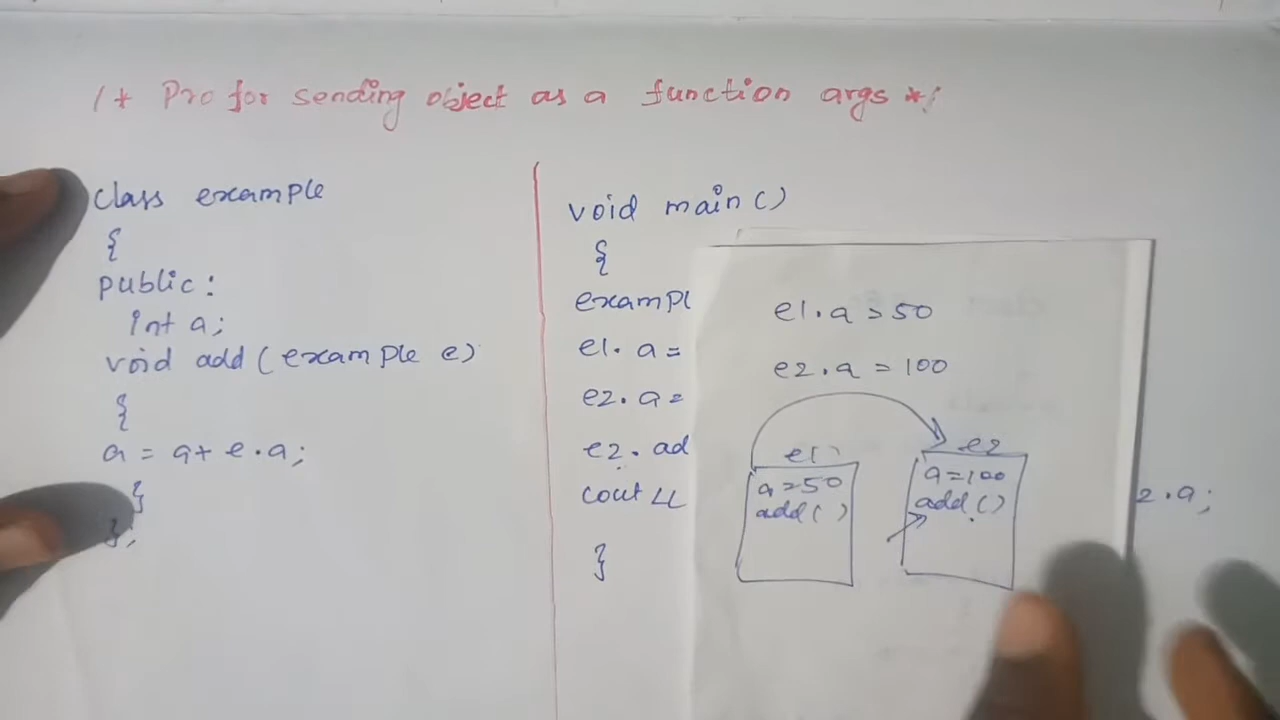 /* Pro for sending object as a function args */
class example
{
public:
int a;
void add(example e)
{
a = a + e.a;
}
};
void main()
{
exampl
e1.a =
e2.a =
e2.ad
cout <<
2.a;
}
e1.a = 50
e2.a = 100
e1
a = 50
add()
e2
a = 100
add()